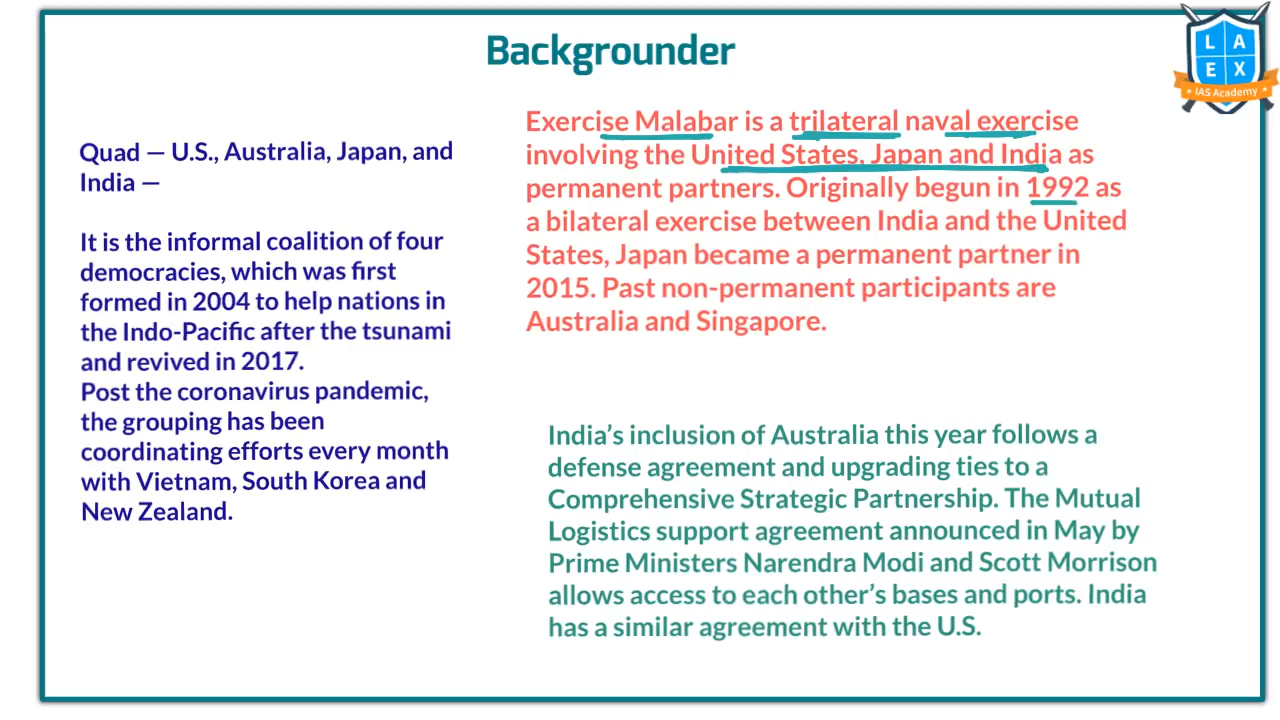 Backgrounder
L A
E X
IAS Academy
Quad — U.S., Australia, Japan, and
India —
It is the informal coalition of four
democracies, which was first
formed in 2004 to help nations in
the Indo-Pacific after the tsunami
and revived in 2017.
Post the coronavirus pandemic,
the grouping has been
coordinating efforts every month
with Vietnam, South Korea and
New Zealand.
Exercise Malabar is a trilateral naval exercise
involving the United States, Japan and India as
permanent partners. Originally begun in 1992 as
a bilateral exercise between India and the United
States, Japan became a permanent partner in
2015. Past non-permanent participants are
Australia and Singapore.
India’s inclusion of Australia this year follows a
defense agreement and upgrading ties to a
Comprehensive Strategic Partnership. The Mutual
Logistics support agreement announced in May by
Prime Ministers Narendra Modi and Scott Morrison
allows access to each other’s bases and ports. India
has a similar agreement with the U.S.